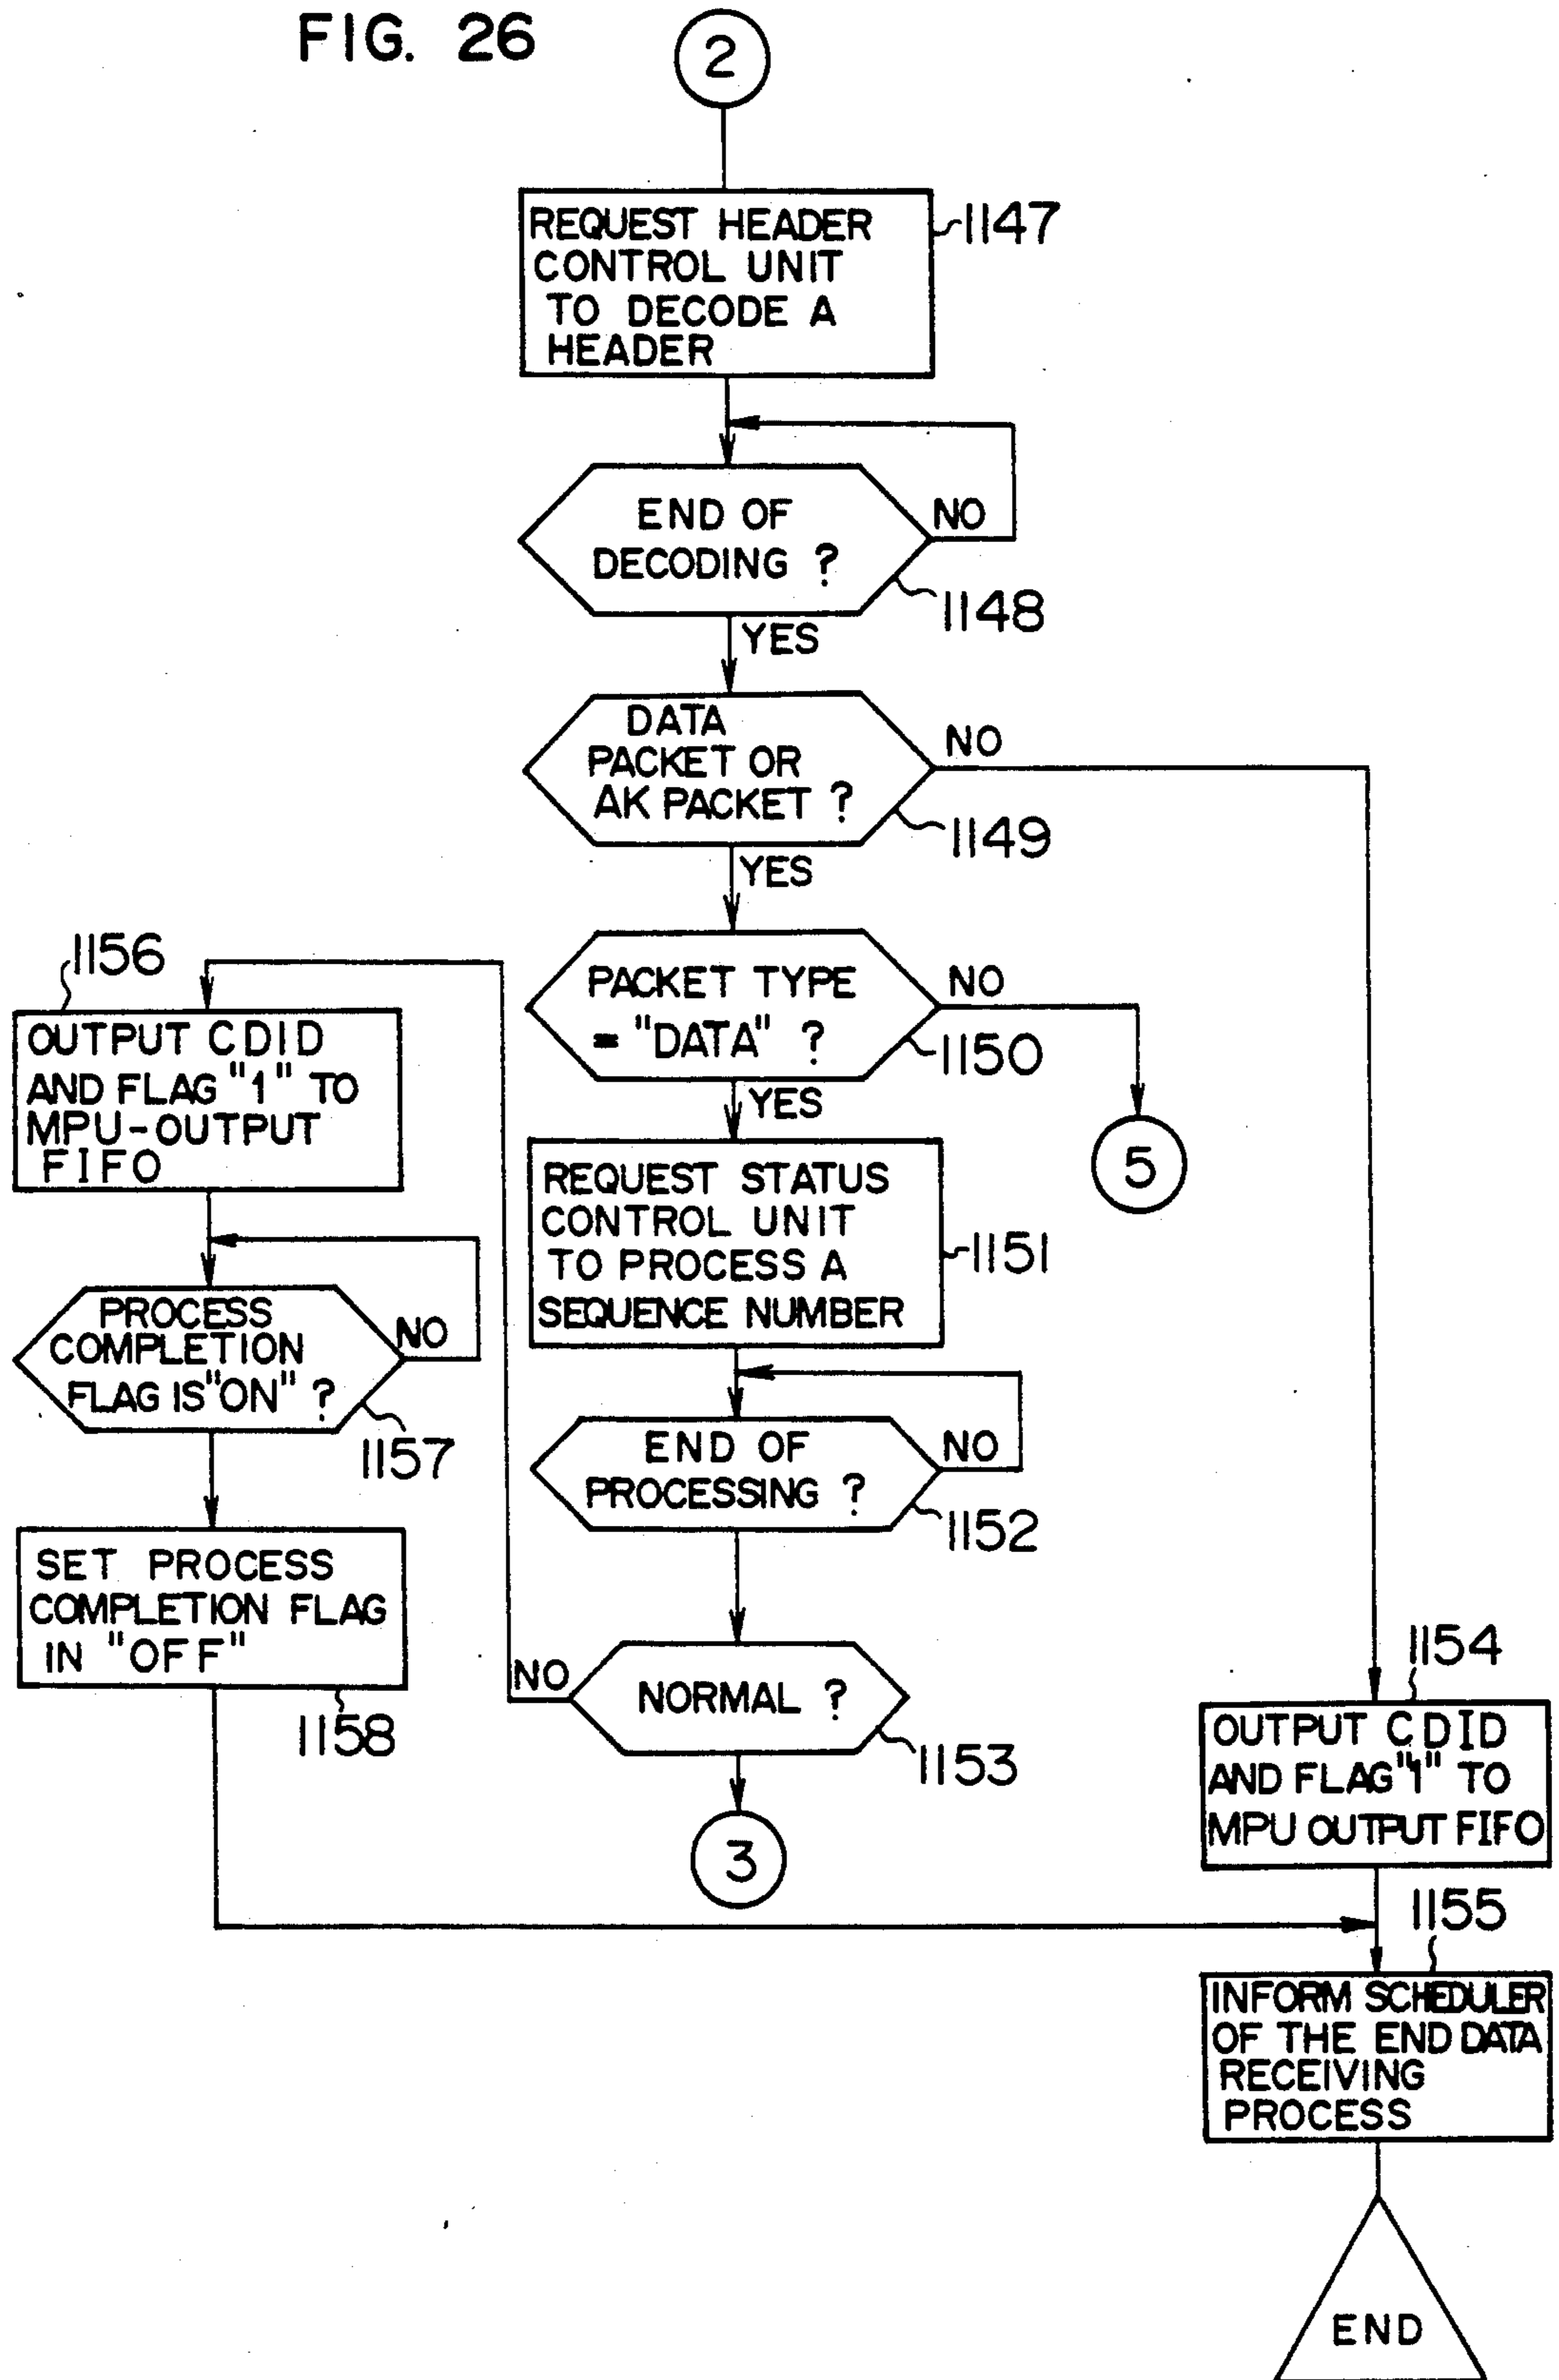 FIG. 26
2
REQUEST HEADER
CONTROL UNIT
TO DECODE A
HEADER
1147
END OF
DECODING ?
NO
1148
YES
DATA
PACKET OR
AK PACKET ?
NO
1149
YES
PACKET TYPE
= "DATA" ?
NO
1150
5
YES
REQUEST STATUS
CONTROL UNIT
TO PROCESS A
SEQUENCE NUMBER
1151
END OF
PROCESSING ?
NO
1152
NORMAL ?
NO
1153
3
1156
OUTPUT CDID
AND FLAG "1" TO
MPU-OUTPUT
FIFO
PROCESS
COMPLETION
FLAG IS "ON" ?
NO
1157
SET PROCESS
COMPLETION FLAG
IN "OFF"
1158
1154
OUTPUT CDID
AND FLAG "1" TO
MPU OUTPUT FIFO
1155
INFORM SCHEDULER
OF THE END DATA
RECEIVING
PROCESS
END